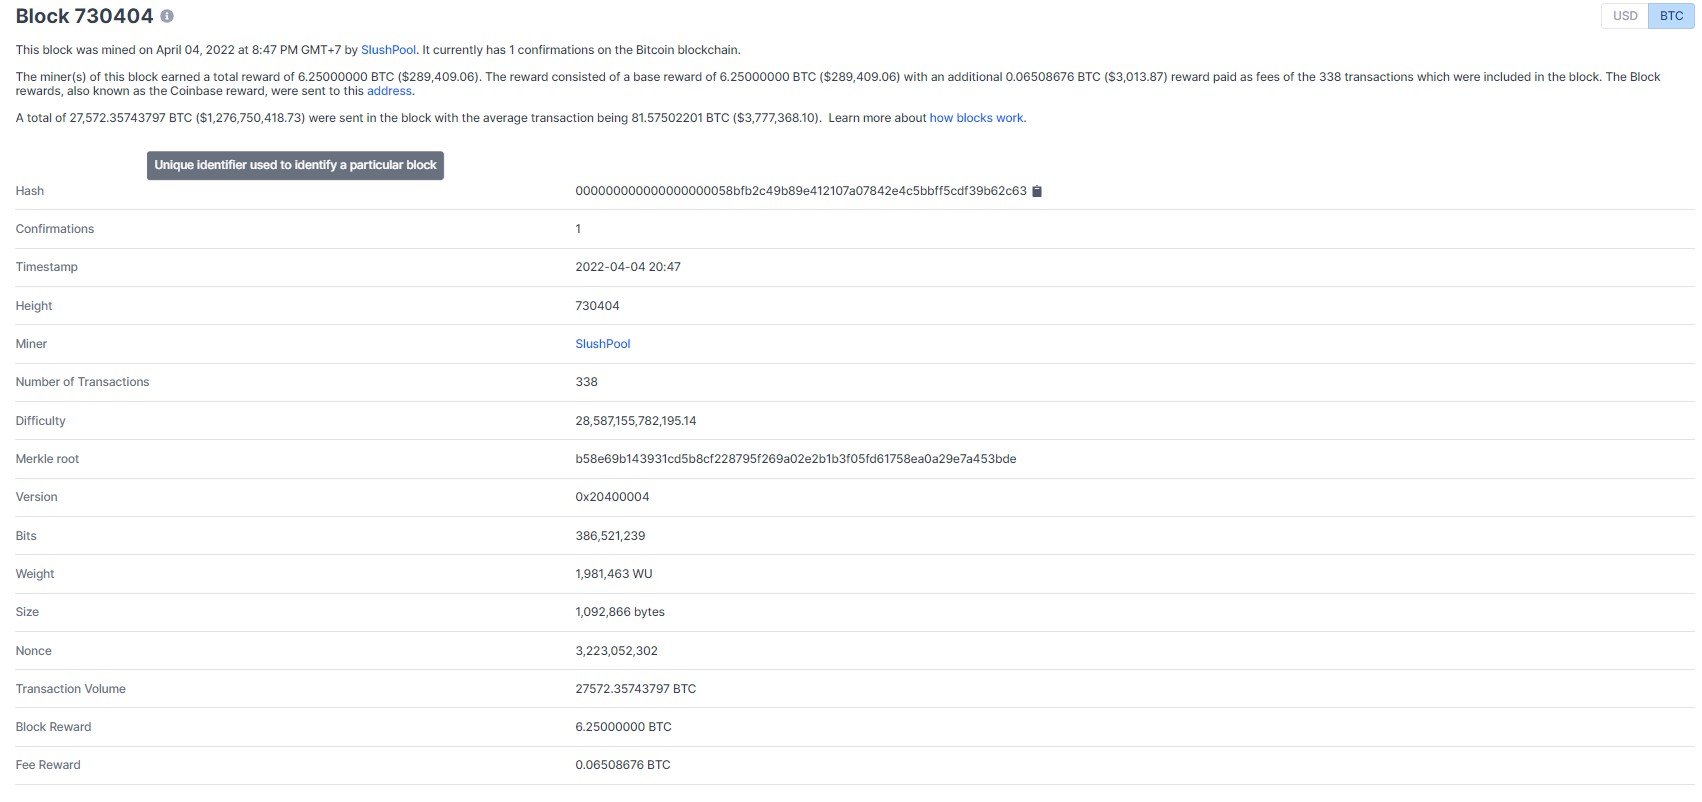 Block 730404
USD BTC
This block was mined on April 04, 2022 at 8:47 PM GMT+7 by SlushPool. It currently has 1 confirmations on the Bitcoin blockchain.
The miner(s) of this block earned a total reward of 6.25000000 BTC ($289,409.06). The reward consisted of a base reward of 6.25000000 BTC ($289,409.06) with an additional 0.06508676 BTC ($3,013.87) reward paid as fees of the 338 transactions which were included in the block. The Block
rewards, also known as the Coinbase reward, were sent to this address.
A total of 27,572.35743797 BTC ($1,276,750,418.73) were sent in the block with the average transaction being 81.57502201 BTC ($3,777,368.10). Learn more about how blocks work.
Unique identifier used to identify a particular block
Hash 000000000000000000058bfb2c49b89e412107a07842e4c5bbff5cdf39b62c63
Confirmations 1
Timestamp 2022-04-04 20:47
Height 730404
Miner SlushPool
Number of Transactions 338
Difficulty 28,587,155,782,195.14
Merkle root b58e69b143931cd5b8cf228795f269a02e2b1b3f05fd61758ea0a29e7a453bde
Version 0x20400004
Bits 386,521,239
Weight 1,981,463 WU
Size 1,092,866 bytes
Nonce 3,223,052,302
Transaction Volume 27572.35743797 BTC
Block Reward 6.25000000 BTC
Fee Reward 0.06508676 BTC